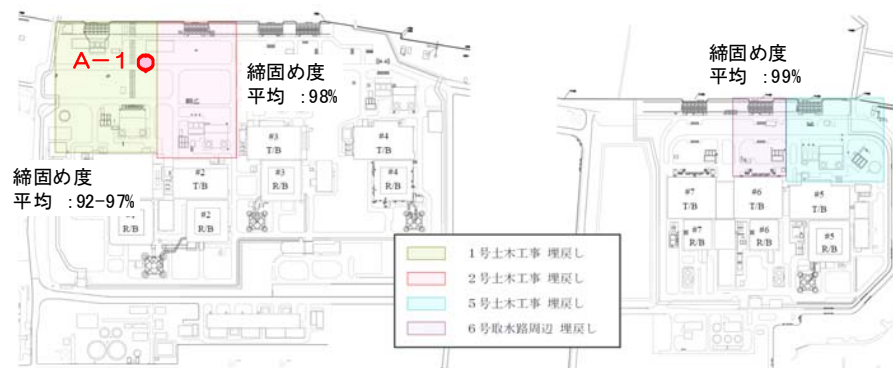 A-1
締固め度
平均 :98%
締固め度
平均 :92-97%
締固め度
平均 :99%
#3
T/B
#4
T/B
#2
T/B
#3
R/B
#4
R/B
R/B
#2
R/B
#7
T/B
#6
T/B
#5
T/B
#7
R/B
#6
R/B
#5
R/B
1号土木工事 埋戻し
2号土木工事 埋戻し
5号土木工事 埋戻し
6号取水路周辺 埋戻し